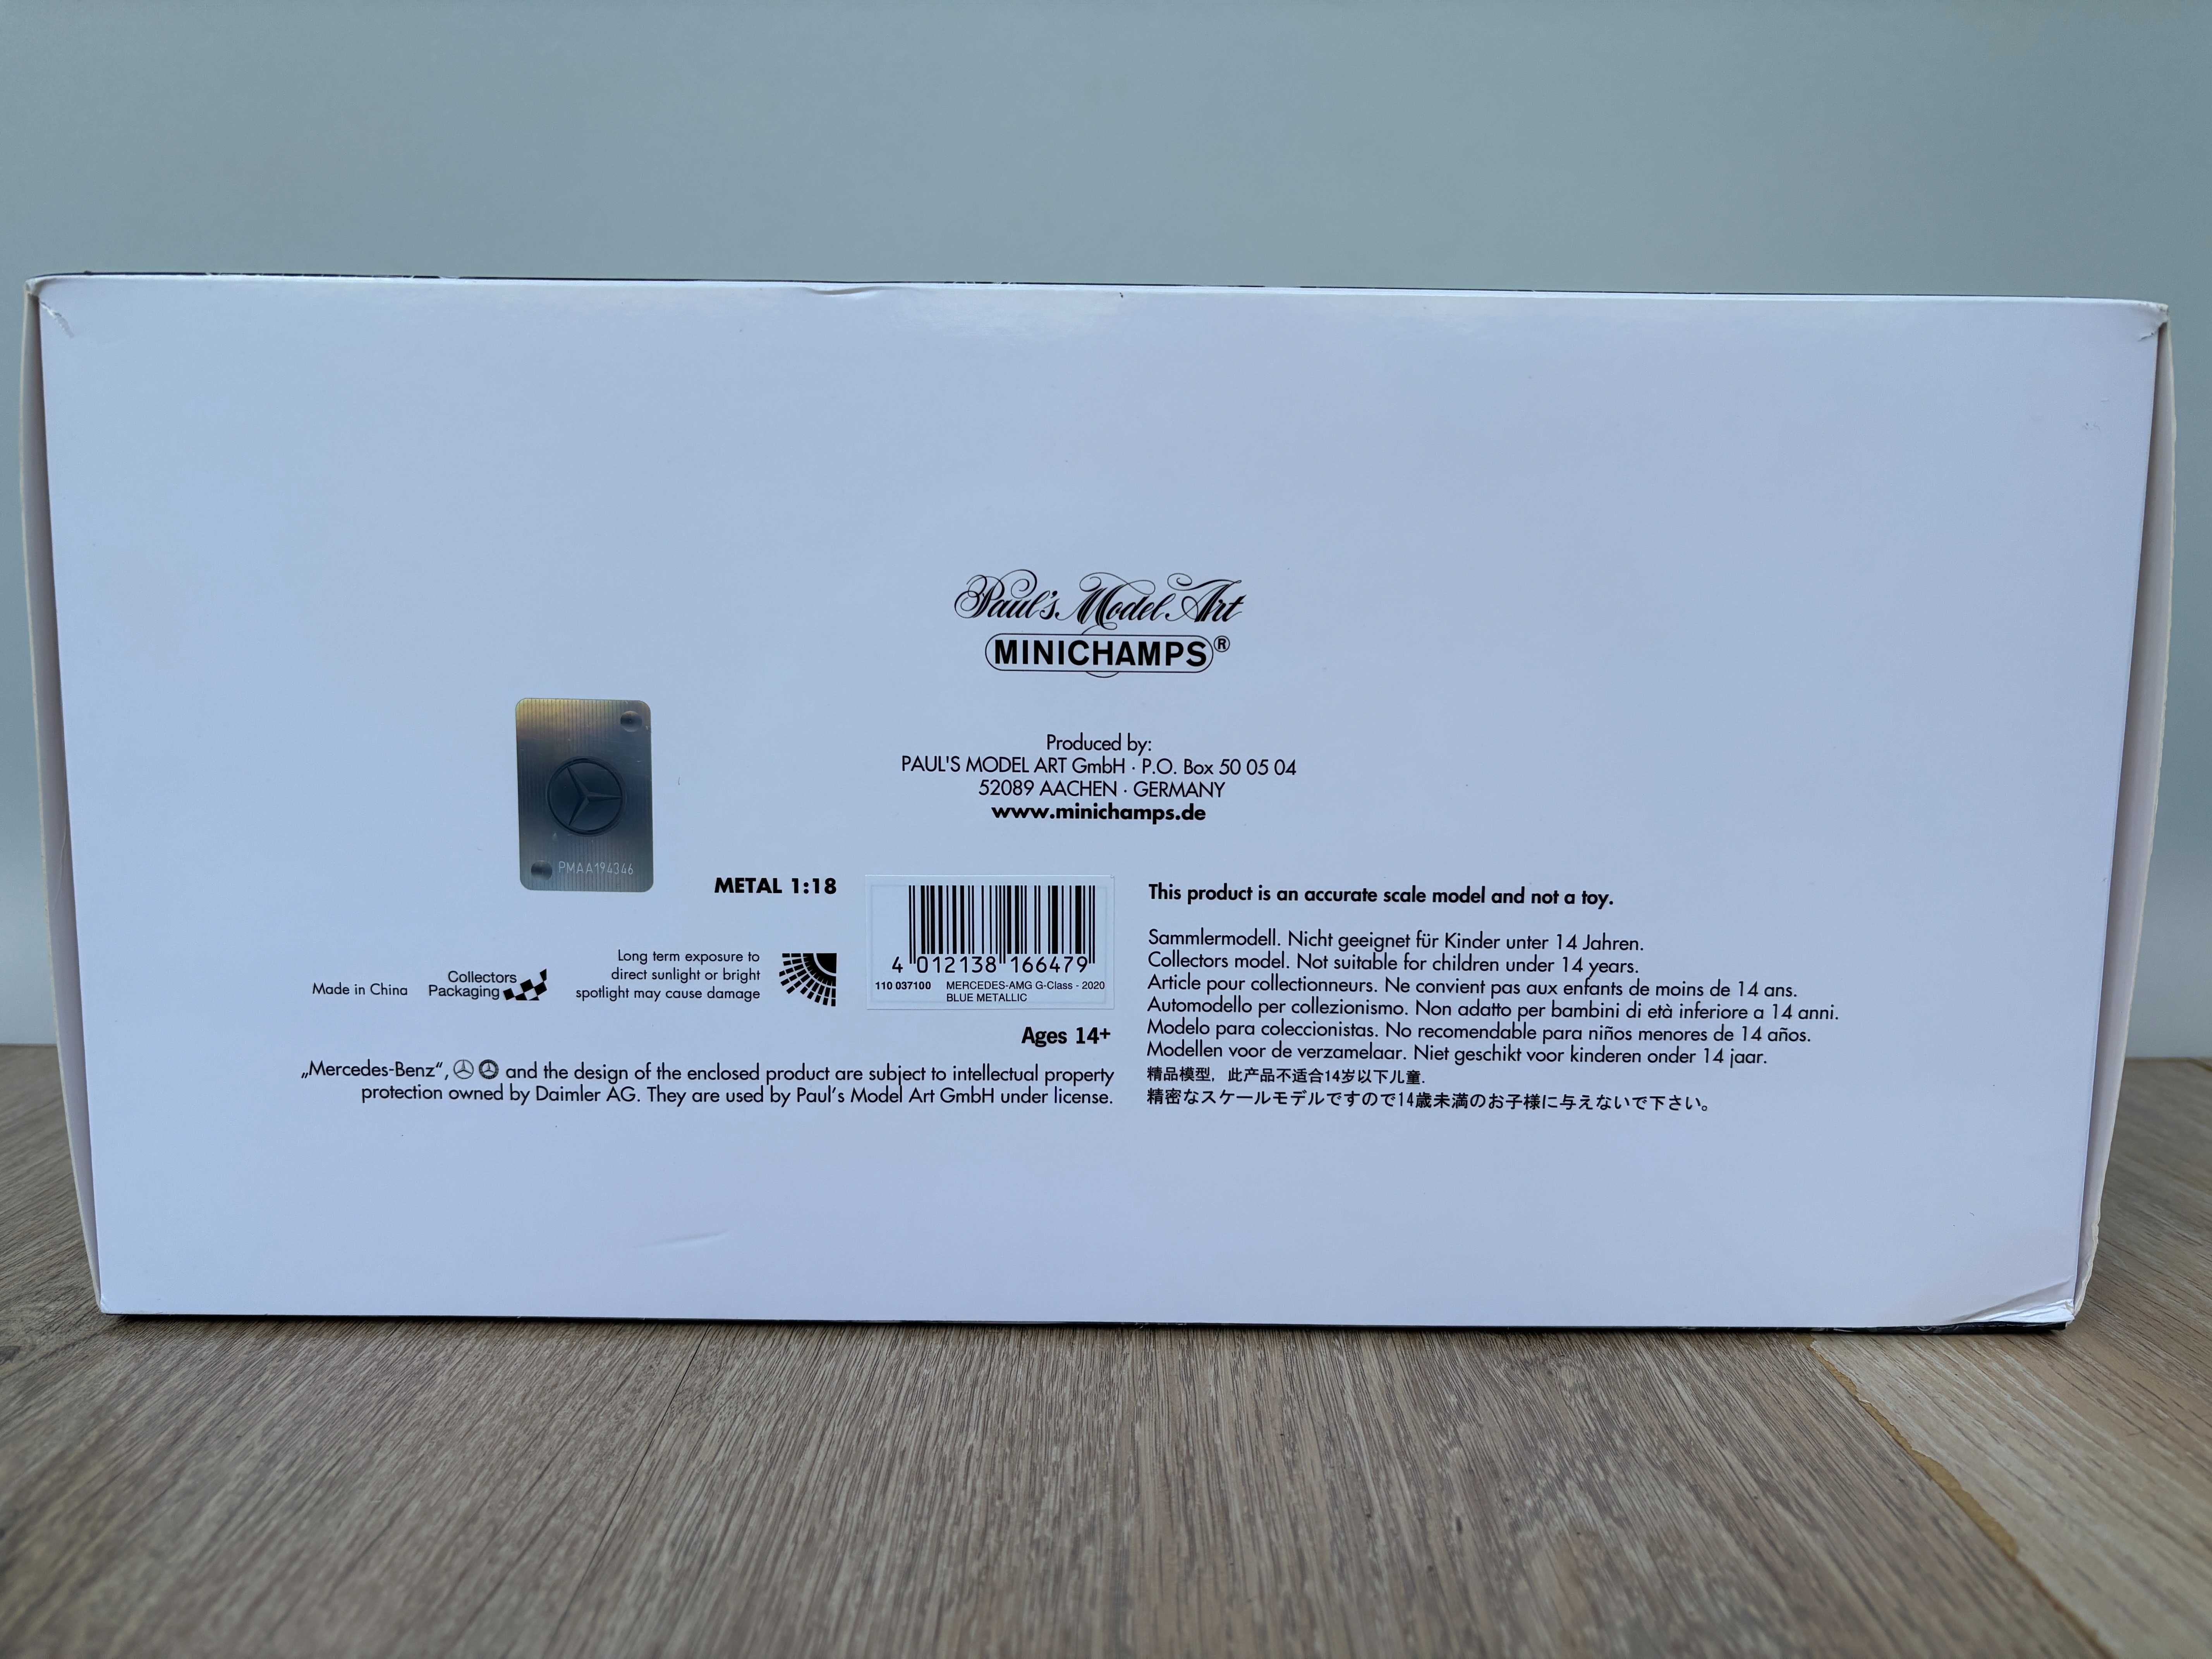 Paul's Model Art
MINICHAMPS®
Produced by:
PAUL'S MODEL ART GmbH · P.O. Box 50 05 04
52089 AACHEN · GERMANY
www.minichamps.de
PMAA194346
METAL 1:18
Made in China
Collectors
Packaging
Long term exposure to
direct sunlight or bright
spotlight may cause damage
4 012138 166479
110 037100 MERCEDES-AMG G-Class - 2020
BLUE METALLIC
Ages 14+
„Mercedes-Benz“, and the design of the enclosed product are subject to intellectual property
protection owned by Daimler AG. They are used by Paul's Model Art GmbH under license.
This product is an accurate scale model and not a toy.
Sammlermodell. Nicht geeignet für Kinder unter 14 Jahren.
Collectors model. Not suitable for children under 14 years.
Article pour collectionneurs. Ne convient pas aux enfants de moins de 14 ans.
Automodello per collezionismo. Non adatto per bambini di età inferiore a 14 anni.
Modelo para coleccionistas. No recomendable para niños menores de 14 años.
Modellen voor de verzamelaar. Niet geschikt voor kinderen onder 14 jaar.
精品模型，此产品不适合14岁以下儿童.
精密なスケールモデルですので14歳未満のお子様に与えないで下さい。